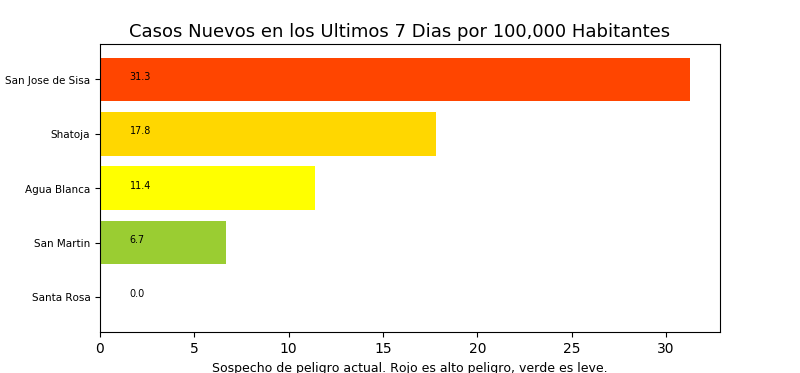 Casos Nuevos en los Ultimos 7 Dias por 100,000 Habitantes
San Jose de Sisa 31.3
Shatoja 17.8
Agua Blanca 11.4
San Martin 6.7
Santa Rosa 0.0
0 5 10 15 20 25 30
Sospecho de peligro actual. Rojo es alto peligro, verde es leve.